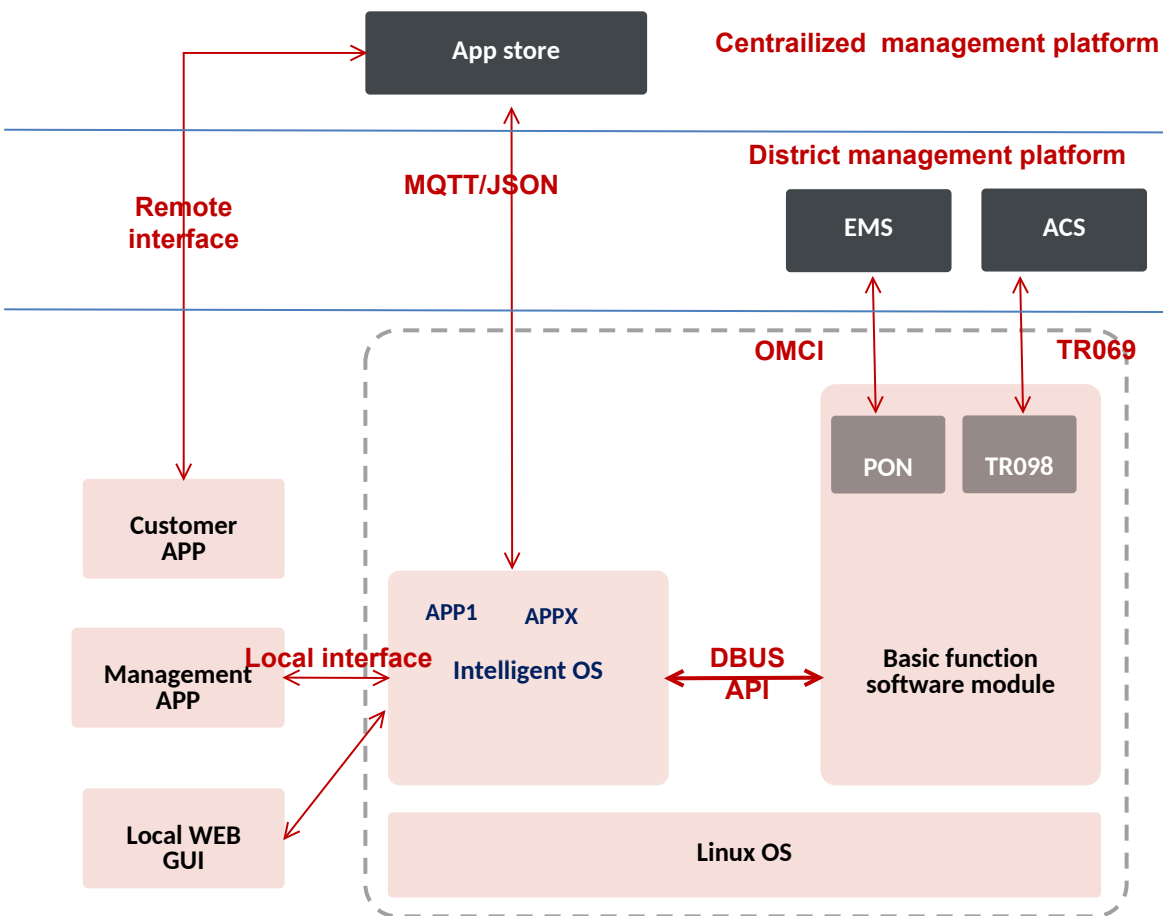 App store
Centrailized  management platform
District management platform
MQTT/JSON
Remote
interface
EMS
ACS
OMCI
TR069
PON
TR098
Customer
APP
APP1
APPX
Local interface
Management
APP
Intelligent OS
DBUS
API
Basic function
software module
Local WEB
GUI
Linux OS